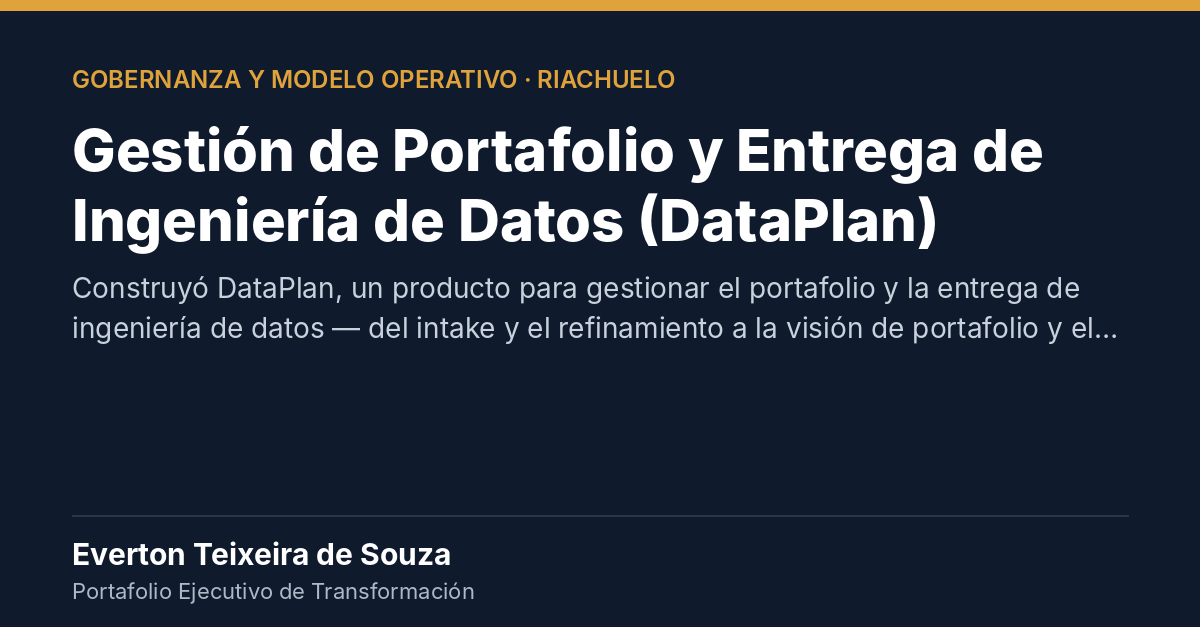 GOBERNANZA Y MODELO OPERATIVO · RIACHUELO
Gestión de Portafolio y Entrega de
Ingeniería de Datos (DataPlan)
Construyó DataPlan, un producto para gestionar el portafolio y la entrega de
ingeniería de datos — del intake y el refinamiento a la visión de portafolio y el...
Everton Teixeira de Souza
Portafolio Ejecutivo de Transformación